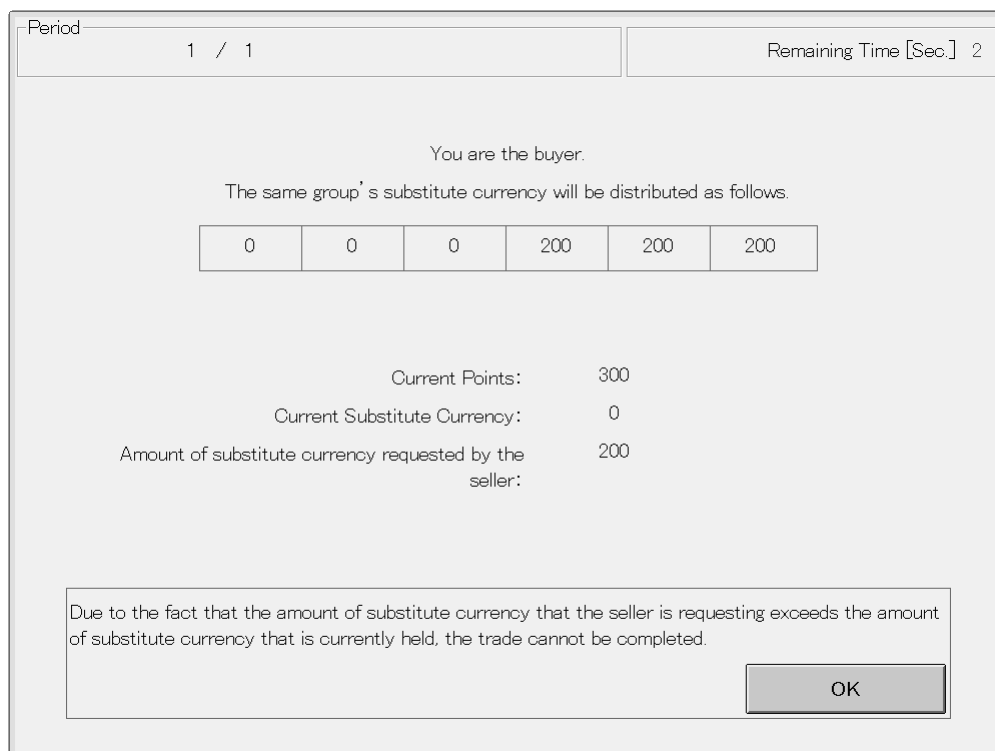 Period
1 / 1
Remaining Time [Sec.] 2
You are the buyer.
The same group's substitute currency will be distributed as follows.
0 0 0 200 200 200
Current Points: 300
Current Substitute Currency: 0
Amount of substitute currency requested by the 200
seller:
Due to the fact that the amount of substitute currency that the seller is requesting exceeds the amount
of substitute currency that is currently held, the trade cannot be completed.
OK